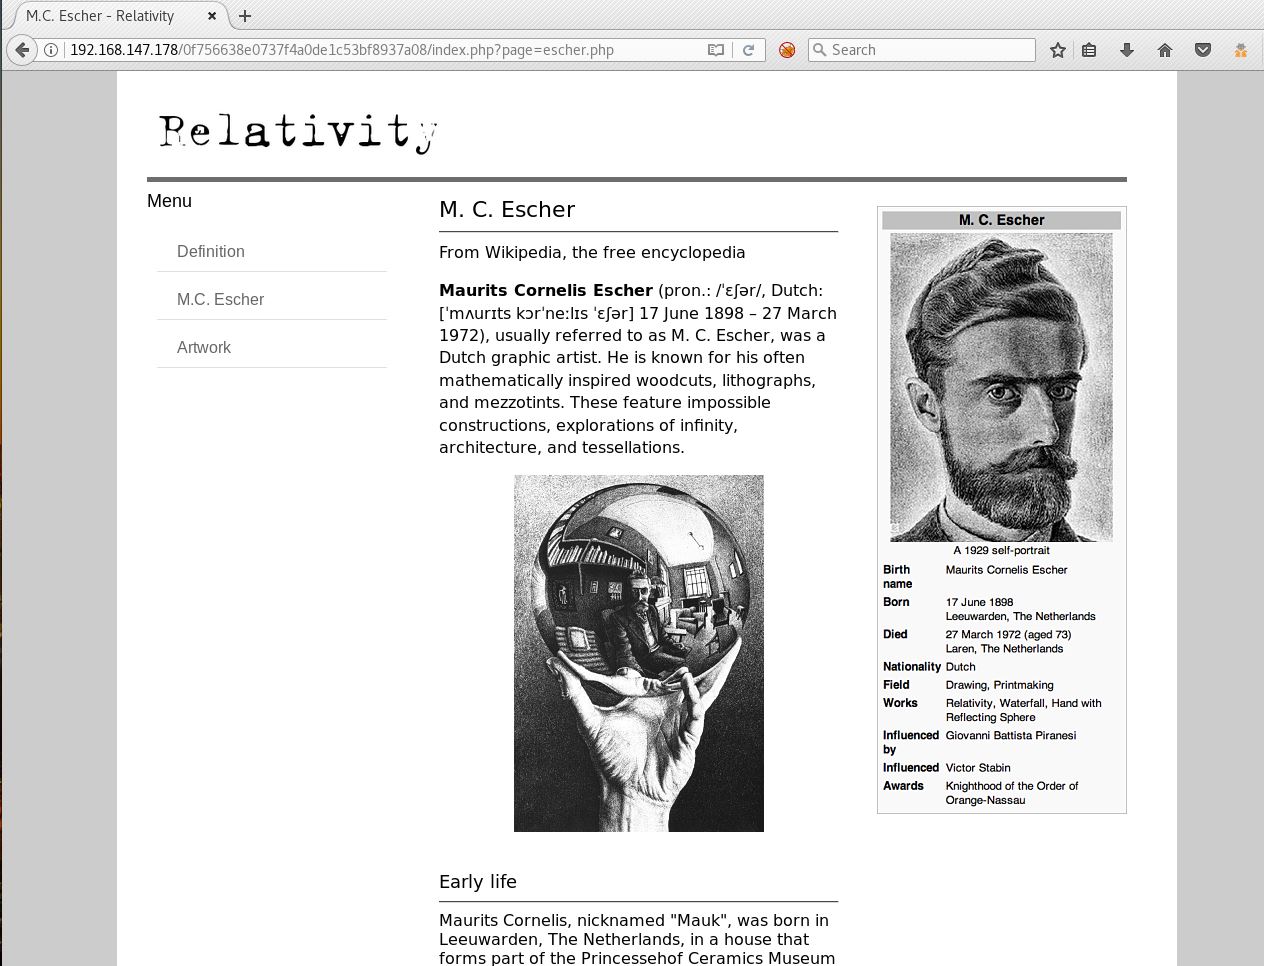 M.C. Escher - Relativity
192.168.147.178/0f756638e0737f4a0de1c53bf8937a08/index.php?page=escher.php
Search
Relativity
Menu
Definition
M.C. Escher
Artwork
M. C. Escher
From Wikipedia, the free encyclopedia
Maurits Cornelis Escher (pron.: /ˈɛʃər/, Dutch:
[ˈmʌurɪts kɔrˈneːlɪs ˈɛʃər] 17 June 1898 – 27 March
1972), usually referred to as M. C. Escher, was a
Dutch graphic artist. He is known for his often
mathematically inspired woodcuts, lithographs,
and mezzotints. These feature impossible
constructions, explorations of infinity,
architecture, and tessellations.
Early life
Maurits Cornelis, nicknamed "Mauk", was born in
Leeuwarden, The Netherlands, in a house that
forms part of the Princessehof Ceramics Museum
M. C. Escher
A 1929 self-portrait
Birth name Maurits Cornelis Escher
Born 17 June 1898
Leeuwarden, The Netherlands
Died 27 March 1972 (aged 73)
Laren, The Netherlands
Nationality Dutch
Field Drawing, Printmaking
Works Relativity, Waterfall, Hand with
Reflecting Sphere
Influenced by Giovanni Battista Piranesi
Influenced Victor Stabin
Awards Knighthood of the Order of
Orange-Nassau